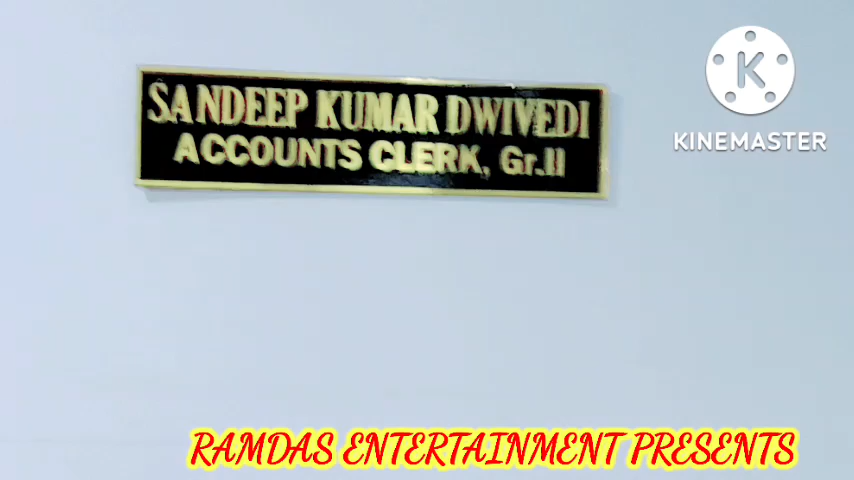 SANDEEP KUMAR DWIVEDI
ACCOUNTS CLERK, Gr.II
K
KINEMASTER
RAMDAS ENTERTAINMENT PRESENTS